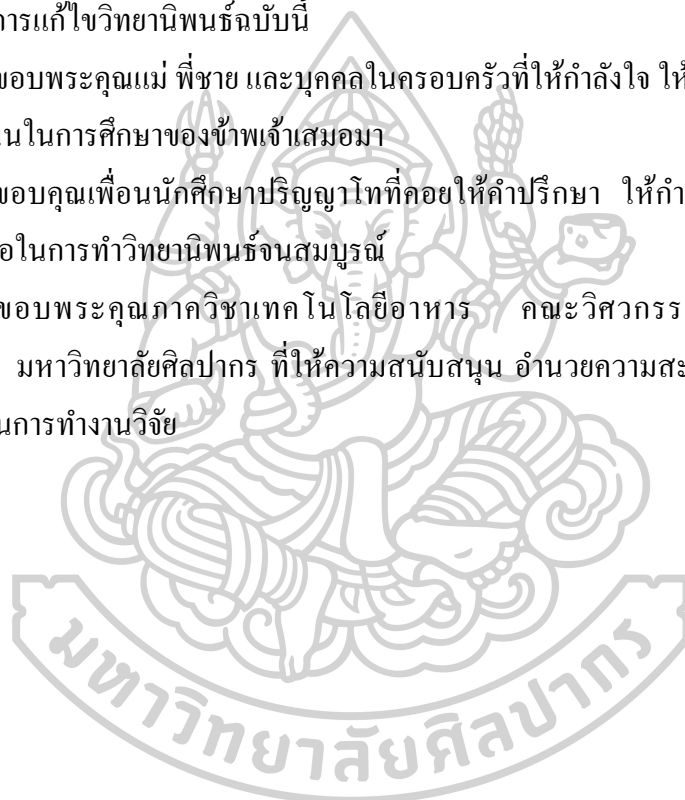 การแก้ไขวิทยานิพนธ์ฉบับนี้
ขอบพระคุณแม่ พี่ชาย และบุคคลในครอบครัวที่ให้กำลังใจ ให้
นในการศึกษาของข้าพเจ้าเสมอมา
ขอบคุณเพื่อนนักศึกษาปริญญาโทที่คอยให้คำปรึกษา ให้กำ
อในการทำวิทยานิพนธ์จนสมบูรณ์
ขอบพระคุณภาควิชาเทคโนโลยีอาหาร คณะวิศวกรร
มหาวิทยาลัยศิลปากร ที่ให้ความสนับสนุน อำนวยความสะ
นการทำงานวิจัย
มหาวิทยาลัยศิลปากร